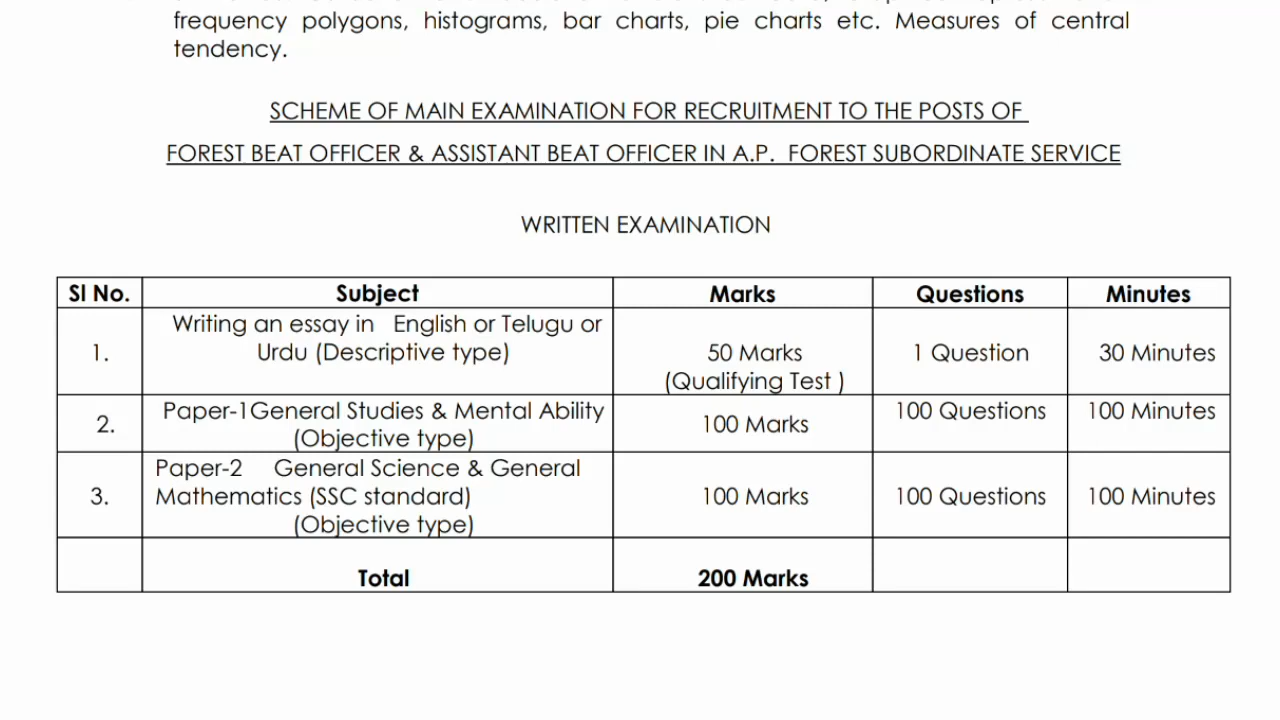 frequency polygons, histograms, bar charts, pie charts etc. Measures of central
tendency.
SCHEME OF MAIN EXAMINATION FOR RECRUITMENT TO THE POSTS OF
FOREST BEAT OFFICER & ASSISTANT BEAT OFFICER IN A.P. FOREST SUBORDINATE SERVICE
WRITTEN EXAMINATION
Sl No. Subject Marks Questions Minutes
1. Writing an essay in English or Telugu or
Urdu (Descriptive type) 50 Marks 1 Question 30 Minutes
(Qualifying Test )
2. Paper-1General Studies & Mental Ability 100 Marks 100 Questions 100 Minutes
(Objective type)
3. Paper-2 General Science & General
Mathematics (SSC standard) 100 Marks 100 Questions 100 Minutes
(Objective type)
Total 200 Marks